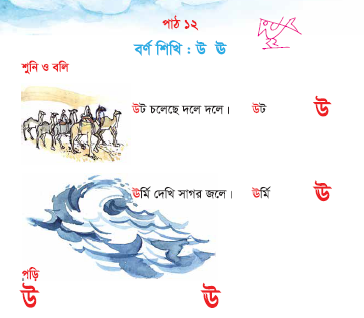 পাঠ ১২
বর্ণ শিখি : উ ঊ
শুনি ও বলি
উট চলেছে দলে দলে। উট উ
ঊর্মি দেখি সাগর জলে। ঊর্মি ঊ
পড়ি
উ ঊ